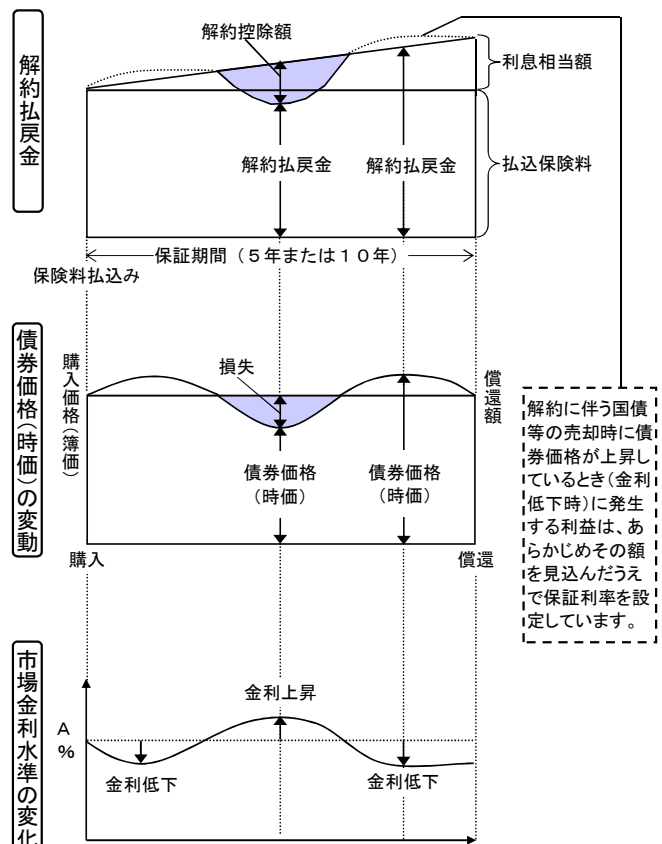 解約払戻金
解約控除額
利息相当額
解約払戻金
解約払戻金
払込保険料
保証期間（５年または１０年）
保険料払込み
債券価格（時価）の変動
購入価格（簿価）
損失
償還額
債券価格
（時価）
債券価格
（時価）
購入
償還
解約に伴う国債
等の売却時に債
券価格が上昇し
ているとき（金利
低下時）に発生
する利益は、あ
らかじめその額
を見込んだうえ
で保証利率を設
定しています。
市場金利水準の変化
A
%
金利上昇
金利低下
金利低下